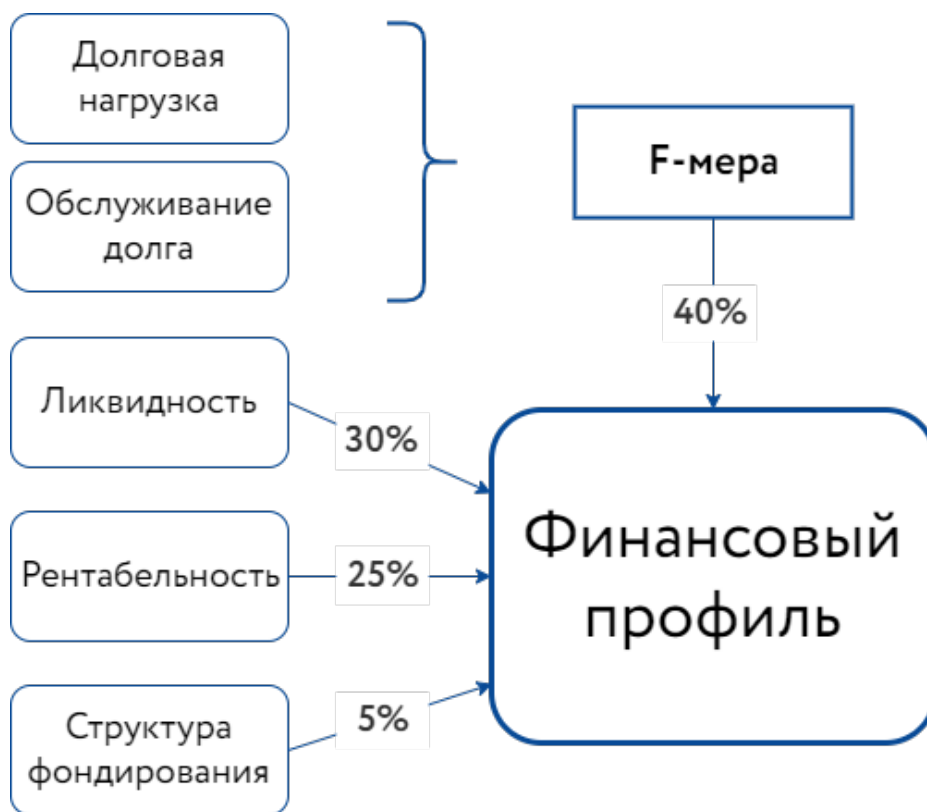 Долговая
нагрузка
F-мера
Обслуживание
долга
40%
Ликвидность
30%
Финансовый
профиль
Рентабельность
25%
Структура
фондирования
5%